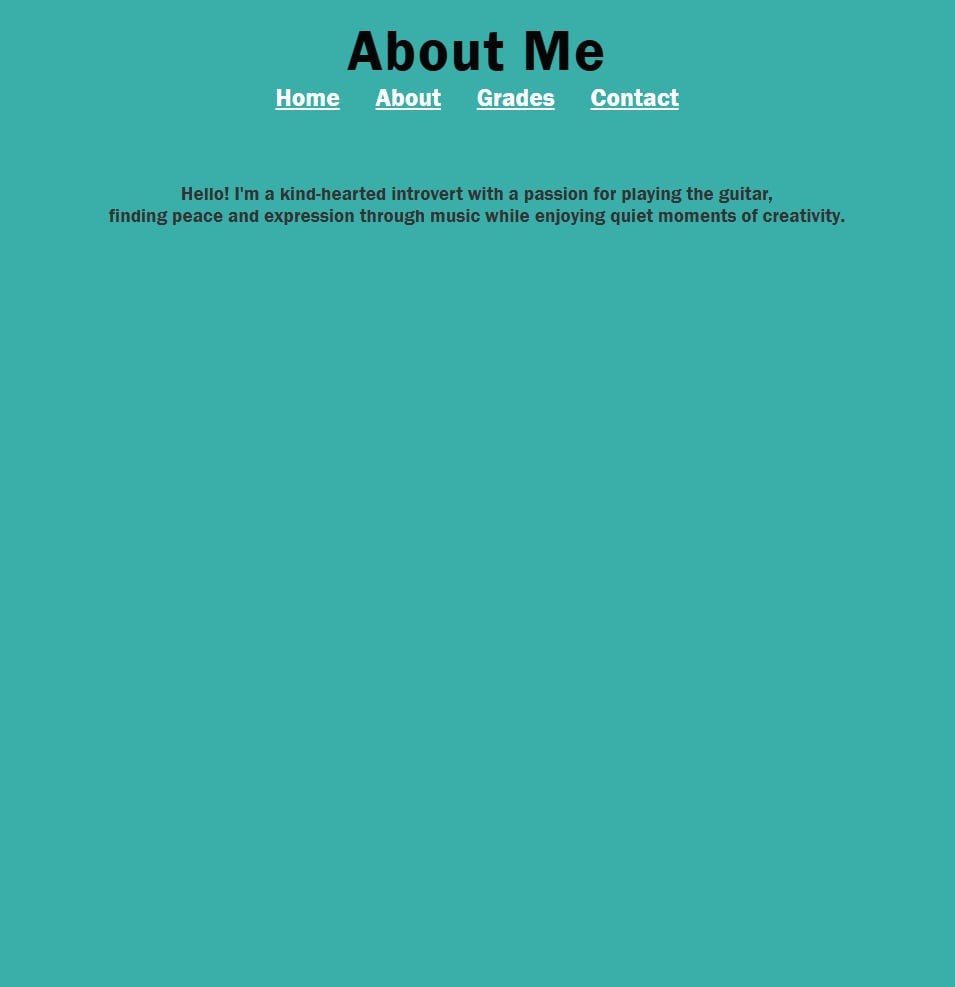 About Me
Home About Grades Contact
Hello! I'm a kind-hearted introvert with a passion for playing the guitar,
finding peace and expression through music while enjoying quiet moments of creativity.